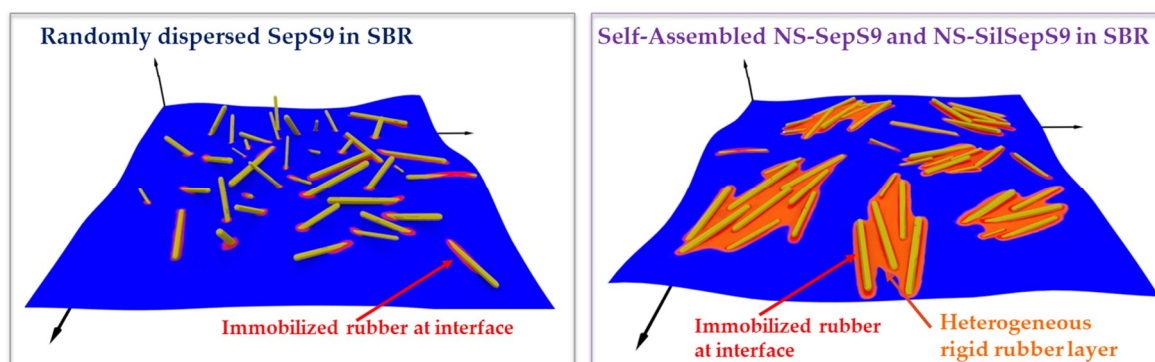 Randomly dispersed SepS9 in SBR
Immobilized rubber at interface
Self-Assembled NS-SepS9 and NS-SilSepS9 in SBR
Immobilized rubber
at interface
Heterogeneous
rigid rubber layer